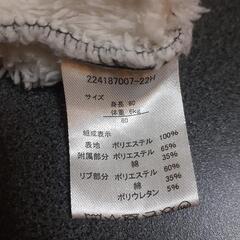 224187007-22H
サイズ 身長 80
体重 6kg
80
組成表示
表地 ポリエステル 100%
附属部分 ポリエステル 65%
綿 35%
リブ部分 ポリエステル 60%
綿 35%
ポリウレタン 5%